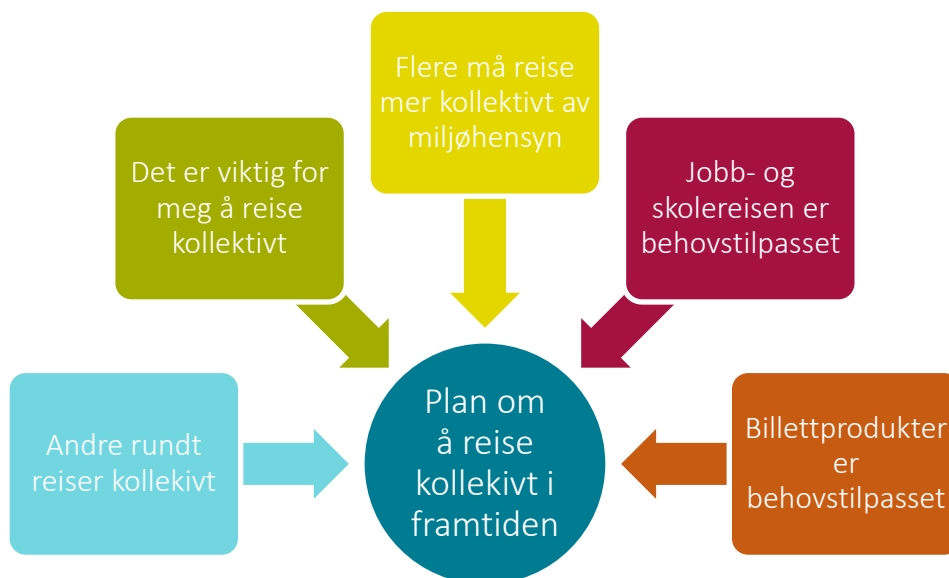 Flere må reise
mer kollektivt av
miljøhensyn
Det er viktig for
meg å reise
kollektivt
Jobb- og
skolereisen er
behovstilpasset
Andre rundt
reiser kollekivt
Plan om
å reise
kollekivt i
framtiden
Billettprodukter
er
behovstilpasset